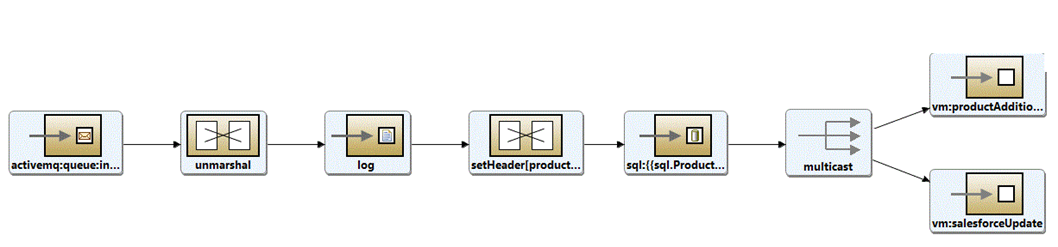 activemq:queue:in...
unmarshal
log
setHeader[product...
sql:{{sql.Product...
multicast
vm:productAdditio...
vm:salesforceUpdate